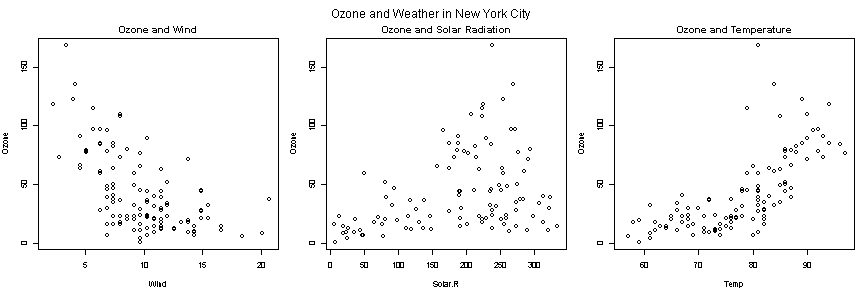 Ozone and Weather in New York City
Ozone and Wind
Ozone
0 50 100 150
5 10 15 20
Wind
Ozone and Solar Radiation
Ozone
0 50 100 150
0 50 100 150 200 250 300
Solar.R
Ozone and Temperature
Ozone
0 50 100 150
60 70 80 90
Temp